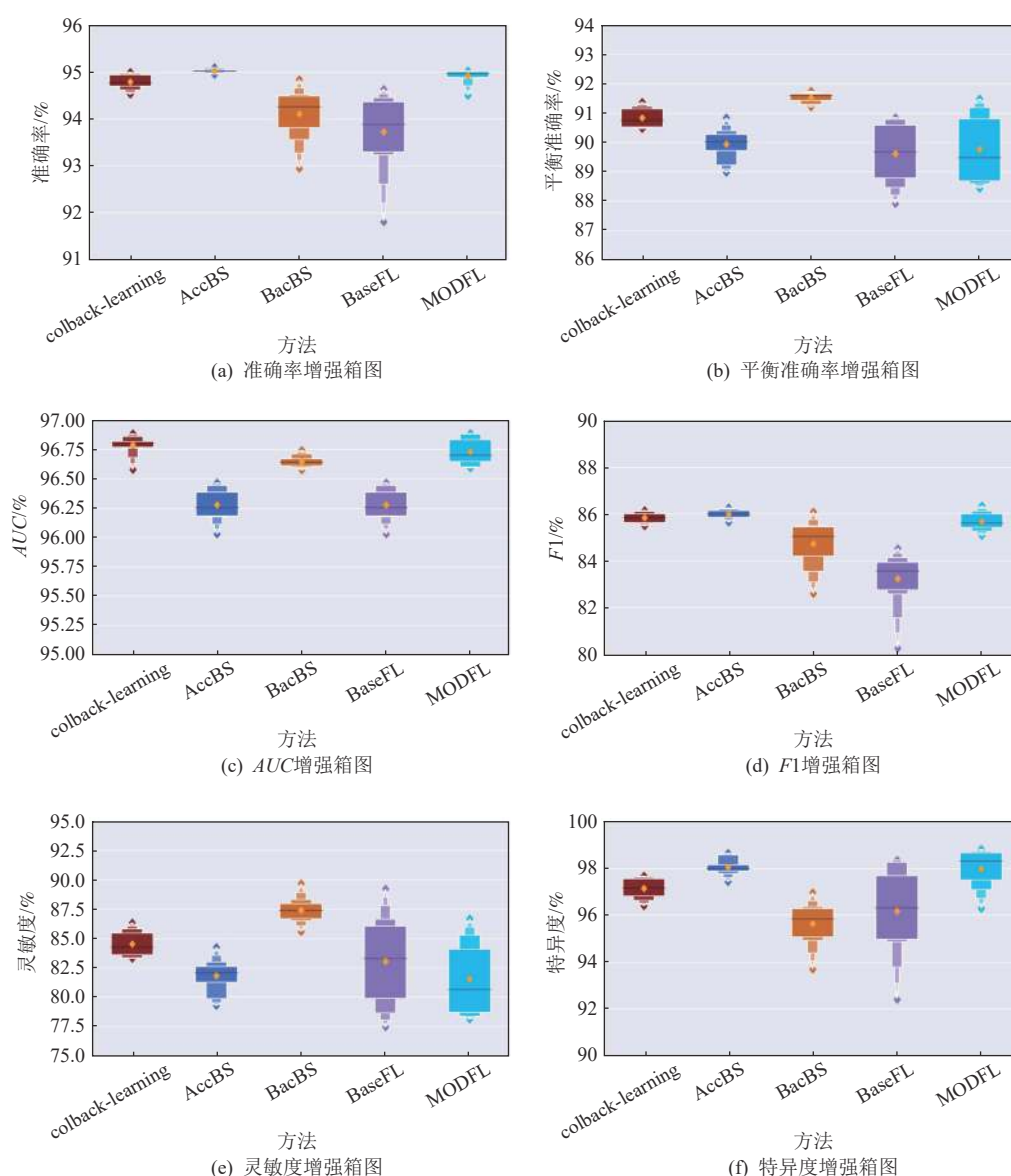 96
95
94
93
92
91
准确率/%
colback-learning
AccBS
BacBS
BaseFL
MODFL
方法
(a) 准确率增强箱图
94
93
92
91
90
89
88
87
86
平衡准确率/%
colback-learning
AccBS
BacBS
BaseFL
MODFL
方法
(b) 平衡准确率增强箱图
97.00
96.75
96.50
96.25
96.00
95.75
95.50
95.25
95.00
AUC/%
colback-learning
AccBS
BacBS
BaseFL
MODFL
方法
(c) AUC增强箱图
90
88
86
84
82
80
F1/%
colback-learning
AccBS
BacBS
BaseFL
MODFL
方法
(d) F1增强箱图
95.0
92.5
90.0
87.5
85.0
82.5
80.0
77.5
75.0
灵敏度/%
colback-learning
AccBS
BacBS
BaseFL
MODFL
方法
(e) 灵敏度增强箱图
100
98
96
94
92
90
特异度/%
colback-learning
AccBS
BacBS
BaseFL
MODFL
方法
(f) 特异度增强箱图